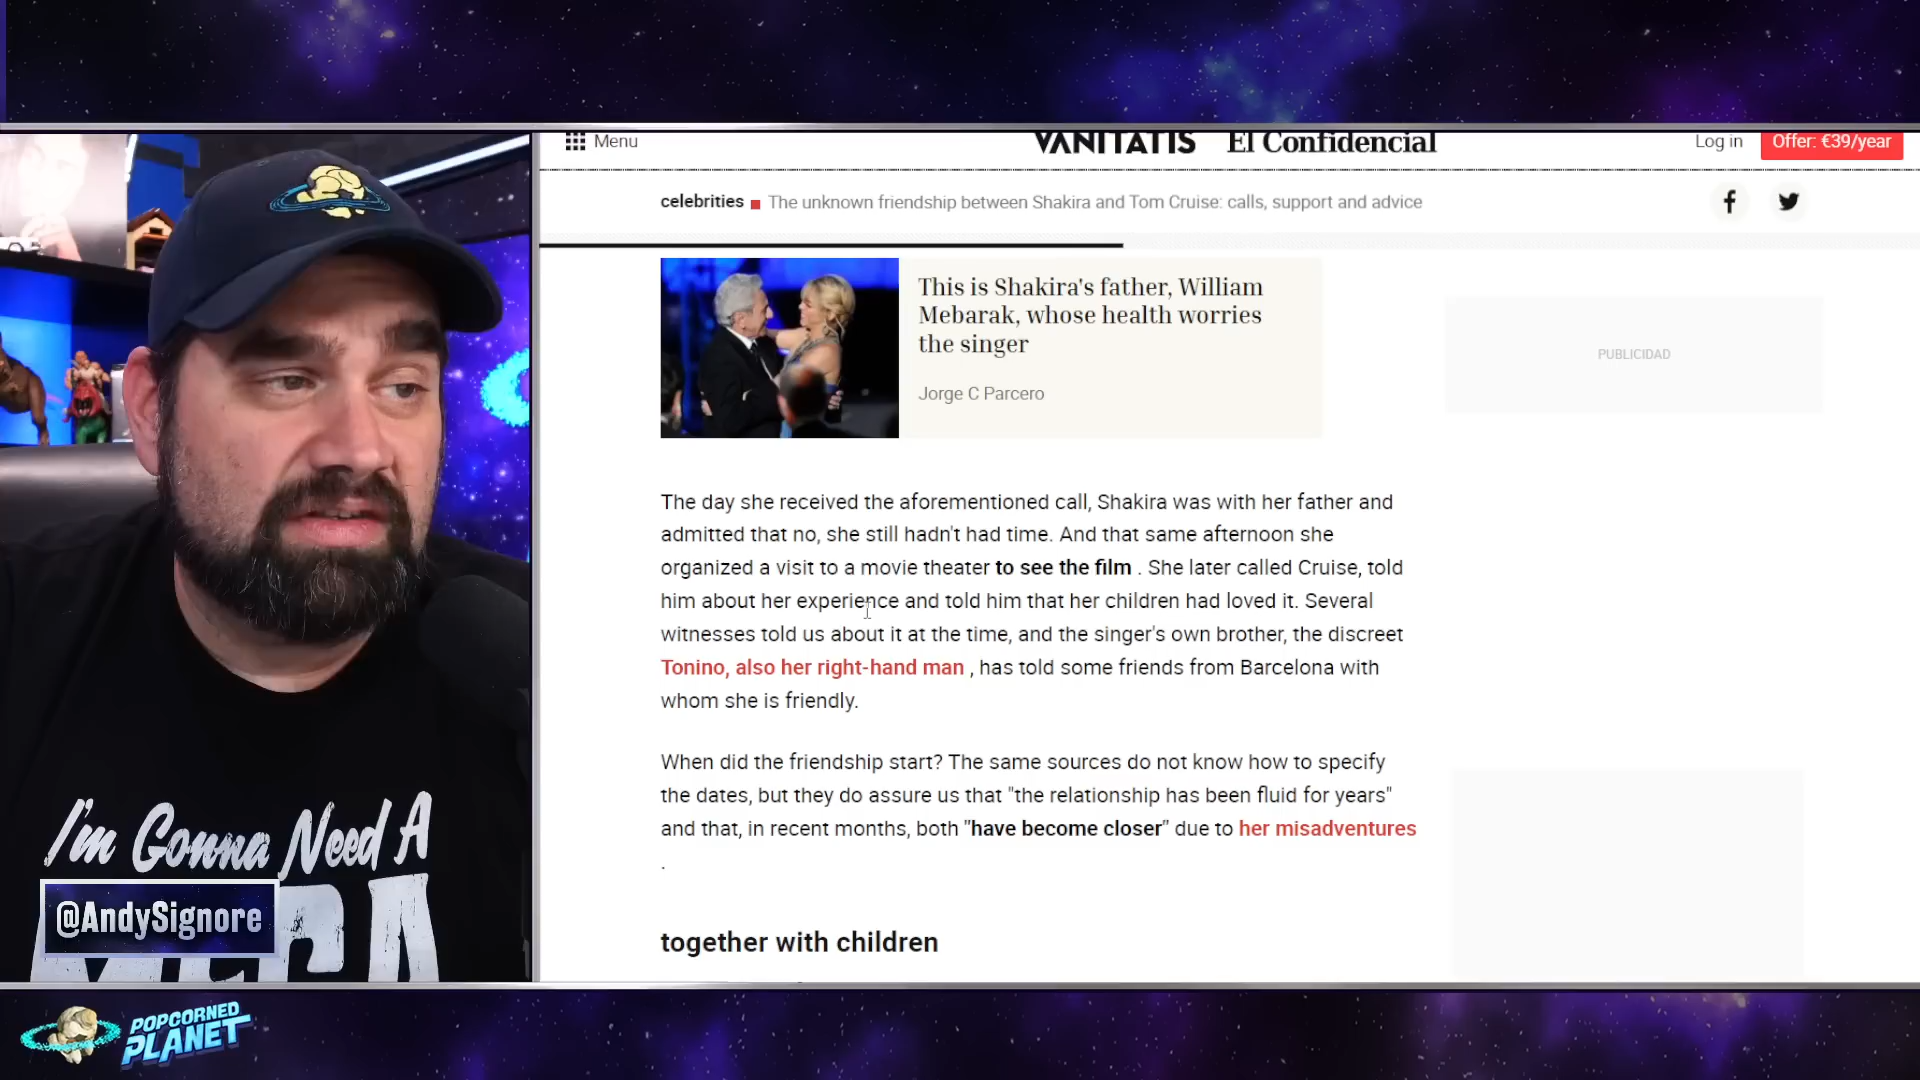 Menu
VANITATIS El Confidencial
Log in
Offer: €39/year
celebrities The unknown friendship between Shakira and Tom Cruise: calls, support and advice
This is Shakira's father, William
Mebarak, whose health worries
the singer
Jorge C Parcero
PUBLICIDAD
The day she received the aforementioned call, Shakira was with her father and
admitted that no, she still hadn't had time. And that same afternoon she
organized a visit to a movie theater to see the film . She later called Cruise, told
him about her experience and told him that her children had loved it. Several
witnesses told us about it at the time, and the singer's own brother, the discreet
Tonino, also her right-hand man , has told some friends from Barcelona with
whom she is friendly.
When did the friendship start? The same sources do not know how to specify
the dates, but they do assure us that "the relationship has been fluid for years"
and that, in recent months, both "have become closer" due to her misadventures
.
together with children
I'm Gonna Need A
@AndySignore
POPCORNED
PLANET